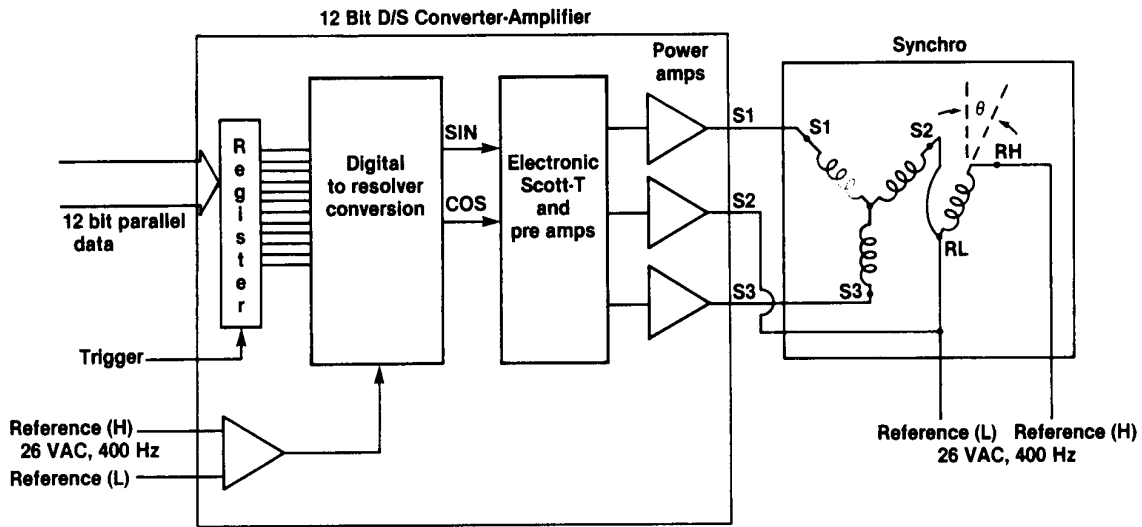 12 Bit D/S Converter-Amplifier
Synchro
Power
amps
Register
Digital
to resolver
conversion
SIN
COS
Electronic
Scott-T
and
pre amps
S1
S2
S3
S1
S2
S3
θ
RH
RL
12 bit parallel
data
Trigger
Reference (H)
26 VAC, 400 Hz
Reference (L)
Reference (L) Reference (H)
26 VAC, 400 Hz